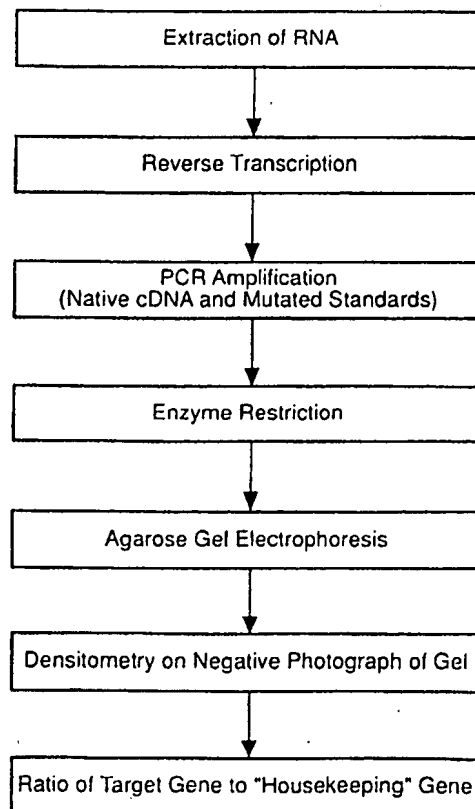 Extraction of RNA
Reverse Transcription
PCR Amplification
(Native cDNA and Mutated Standards)
Enzyme Restriction
Agarose Gel Electrophoresis
Densitometry on Negative Photograph of Gel
Ratio of Target Gene to "Housekeeping" Gene